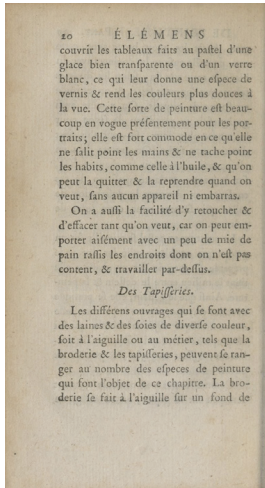 20 ÉLÉMENS
couvrir les tableaux faits au pastel d'une
glace bien transparente ou d'un verre
blanc, ce qui leur donne une espece de
vernis & rend les couleurs plus douces à
la vue. Cette sorte de peinture est beau-
coup en vogue présentement pour les por-
traits; elle est fort commode en ce qu'elle
ne salit point les mains & ne tache point
les habits, comme celle à l'huile, & qu'on
peut la quitter & la reprendre quand on
veut, sans aucun appareil ni embarras.
On a aussi la facilité d'y retoucher &
d'effacer tant qu'on veut, car on peut em-
porter aisément avec un peu de mie de
pain rassis les endroits dont on n'est pas
content, & travailler par-dessus.
Des Tapisseries.
Les différens ouvrages qui se font avec
des laines & des soies de diverse couleur,
soit à l'aiguille ou au métier, tels que la
broderie & les tapisseries, peuvent se ran-
ger au nombre des especes de peinture
qui font l'objet de ce chapitre. La bro-
derie se fait à l'aiguille sur un fond de